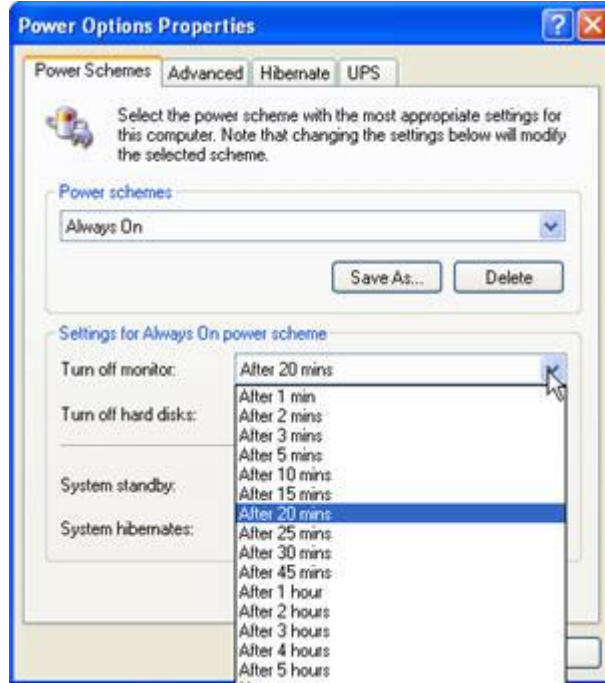 Power Options Properties
Power Schemes Advanced Hibernate UPS
Select the power scheme with the most appropriate settings for
this computer. Note that changing the settings below will modify
the selected scheme.
Power schemes
Always On
Save As... Delete
Settings for Always On power scheme
Turn off monitor: After 20 mins
After 1 min
After 2 mins
Turn off hard disks:
After 3 mins
After 5 mins
After 10 mins
System standby:
After 15 mins
After 20 mins
System hibernates:
After 25 mins
After 30 mins
After 45 mins
After 1 hour
After 2 hours
After 3 hours
After 4 hours
After 5 hours